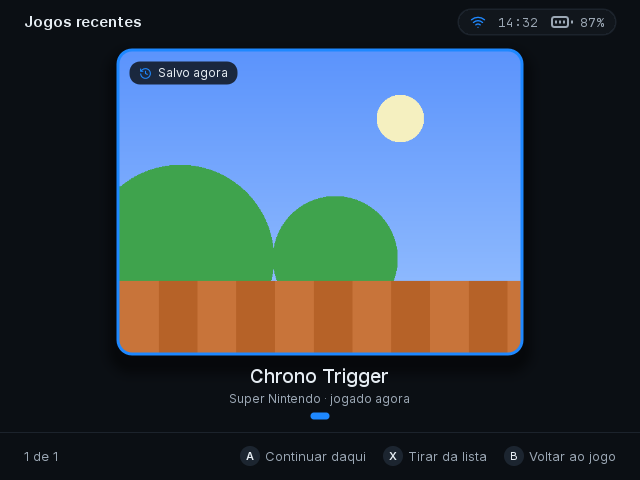 Jogos recentes
14:32 87%
Salvo agora
Chrono Trigger
Super Nintendo · jogado agora
1 de 1
A Continuar daqui X Tirar da lista B Voltar ao jogo